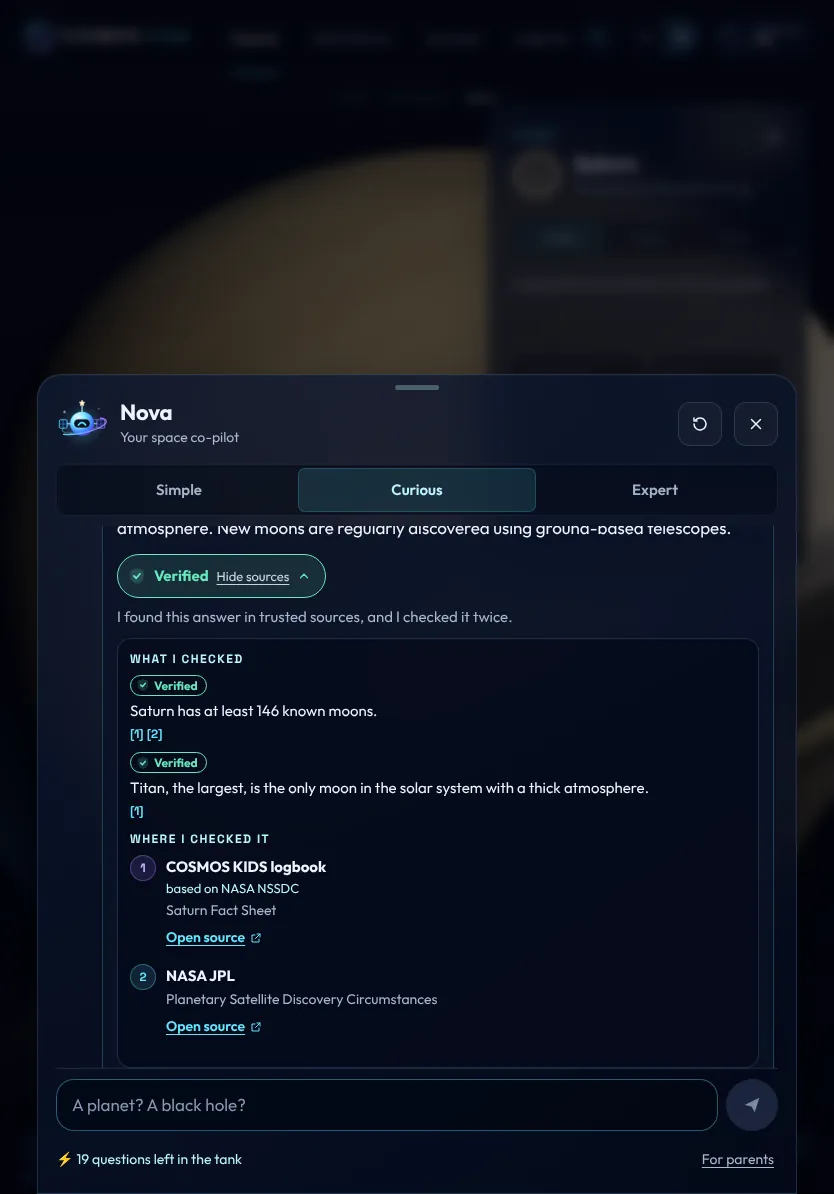 Nova
Your space co-pilot
Simple
Curious
Expert
atmosphere. New moons are regularly discovered using ground-based telescopes.
Verified Hide sources
I found this answer in trusted sources, and I checked it twice.
WHAT I CHECKED
Verified
Saturn has at least 146 known moons.
[1] [2]
Verified
Titan, the largest, is the only moon in the solar system with a thick atmosphere.
[1]
WHERE I CHECKED IT
1 COSMOS KIDS logbook
based on NASA NSSDC
Saturn Fact Sheet
Open source
2 NASA JPL
Planetary Satellite Discovery Circumstances
Open source
A planet? A black hole?
⚡ 19 questions left in the tank
For parents